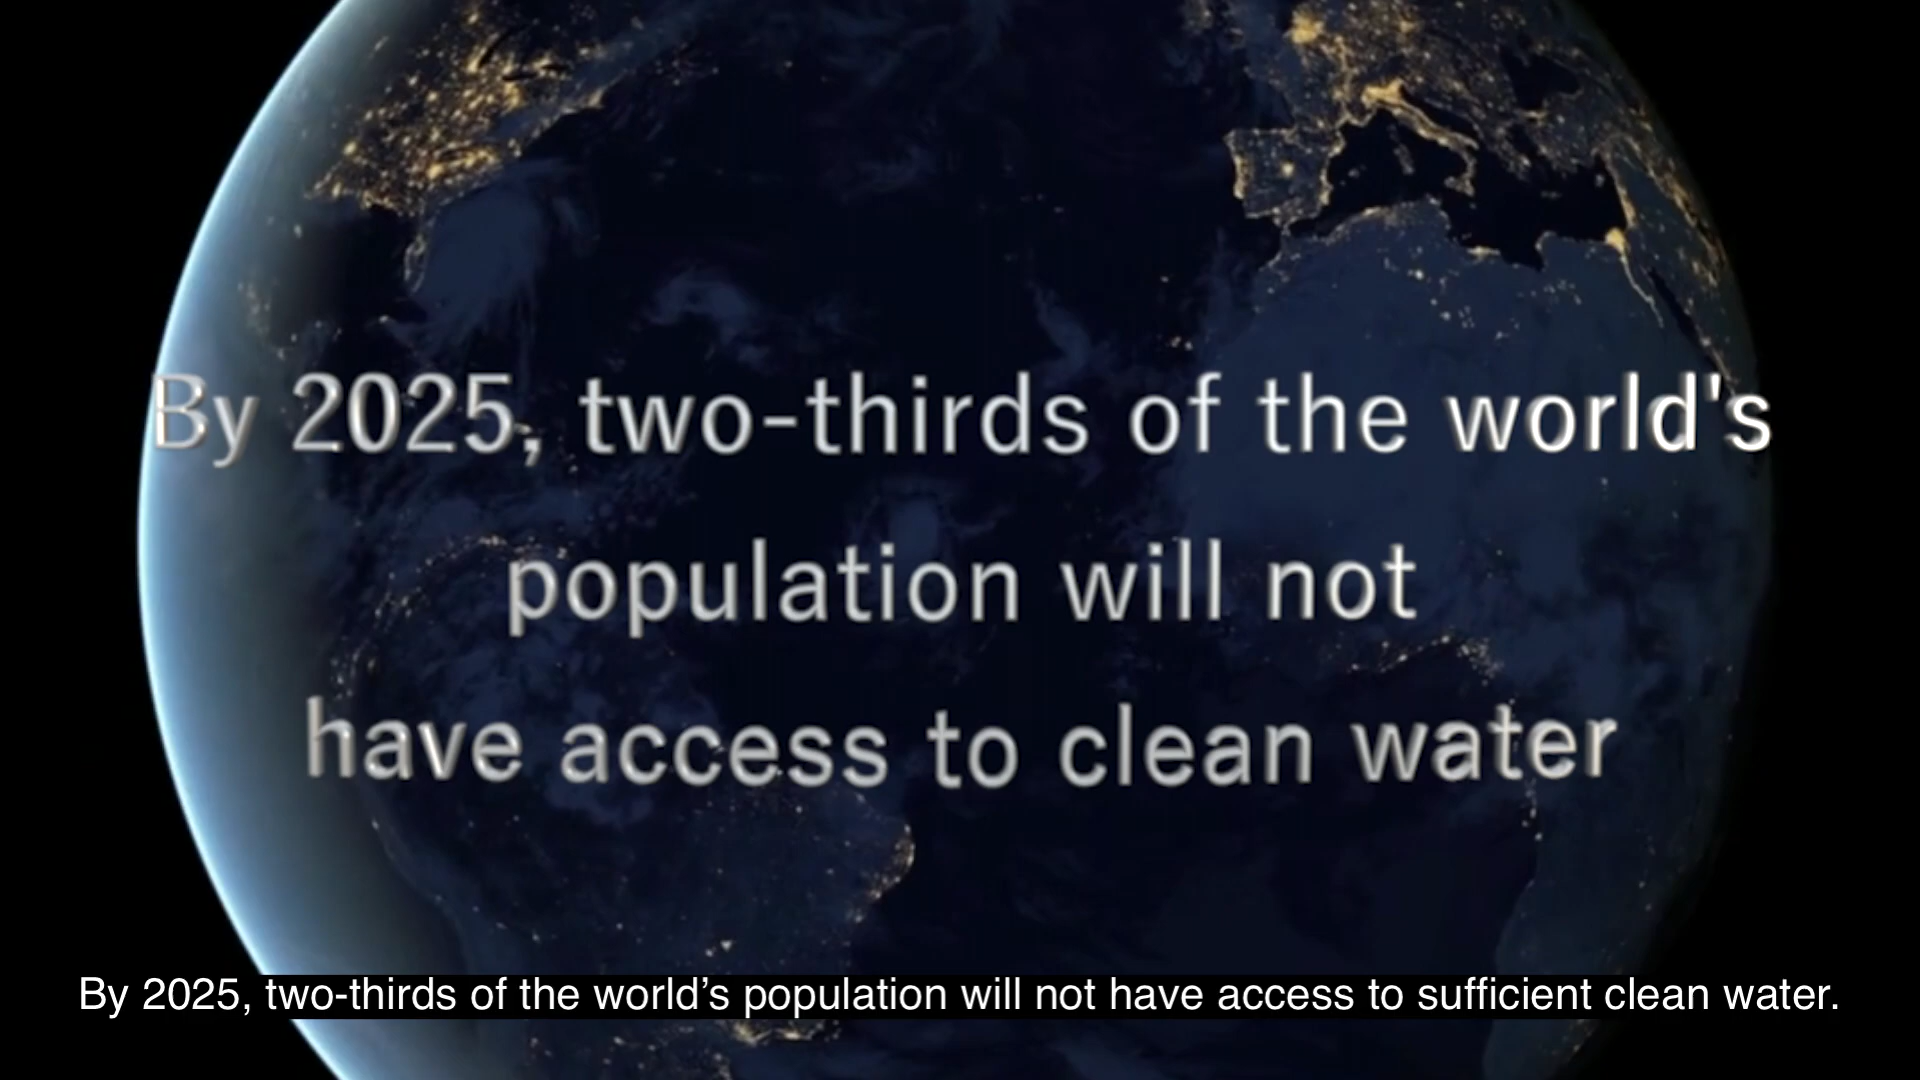 By 2025, two-thirds of the world's
population will not
have access to clean water
By 2025, two-thirds of the world’s population will not have access to sufficient clean water.